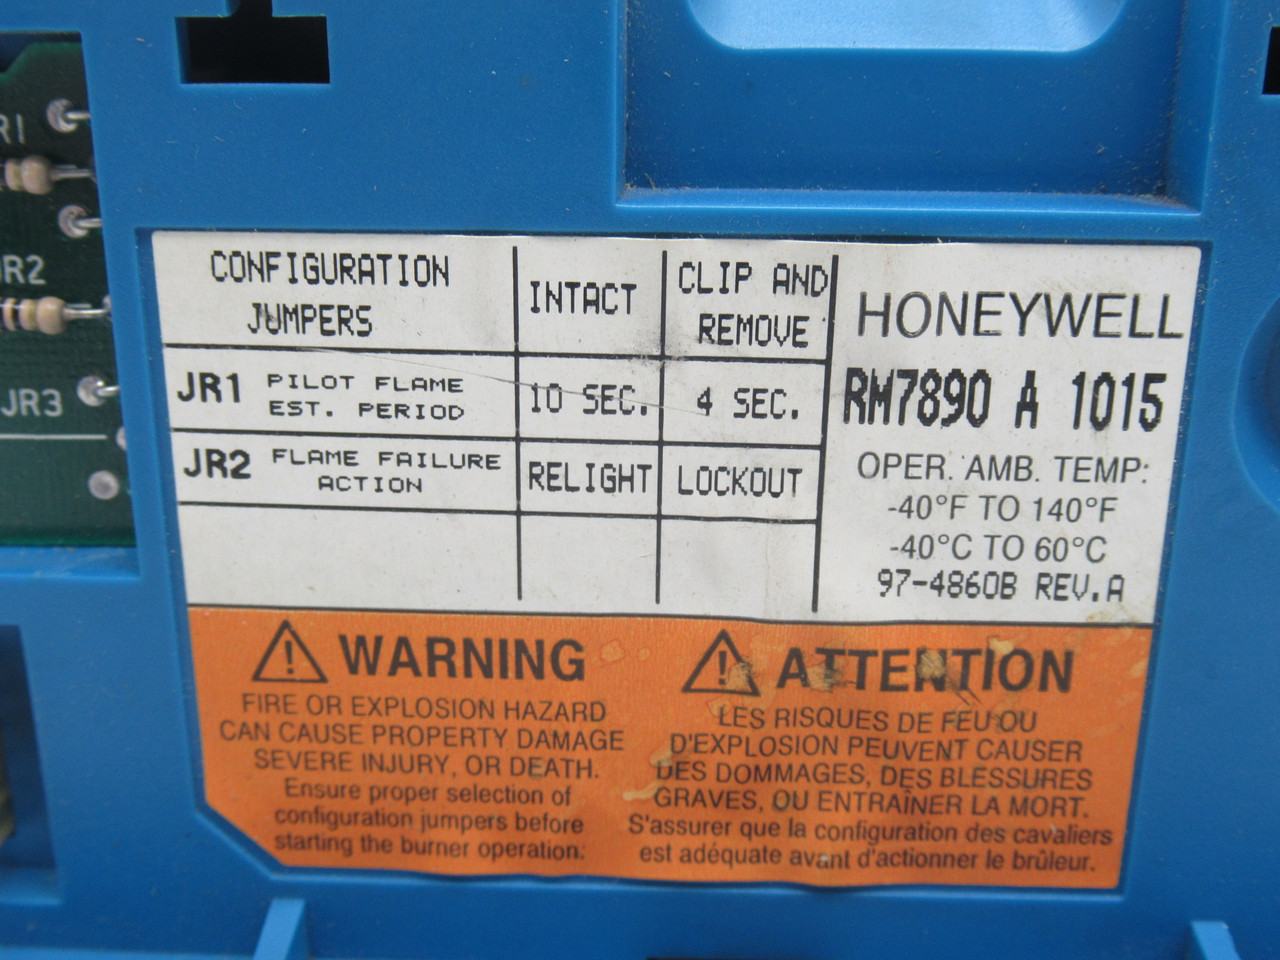 R1
JR2
JR3
CONFIGURATION
JUMPERS
INTACT
CLIP AND
REMOVE
JR1 PILOT FLAME
EST. PERIOD
10 SEC.
4 SEC.
JR2 FLAME FAILURE
ACTION
RELIGHT
LOCKOUT
HONEYWELL
RM7890 A 1015
OPER. AMB. TEMP:
-40°F TO 140°F
-40°C TO 60°C
97-4860B REV.A
WARNING
FIRE OR EXPLOSION HAZARD
CAN CAUSE PROPERTY DAMAGE
SEVERE INJURY, OR DEATH.
Ensure proper selection of
configuration jumpers before
starting the burner operation.
ATTENTION
LES RISQUES DE FEU OU
D'EXPLOSION PEUVENT CAUSER
DES DOMMAGES, DES BLESSURES
GRAVES, OU ENTRAÎNER LA MORT.
S'assurer que la configuration des cavaliers
est adéquate avant d'actionner le brûleur.